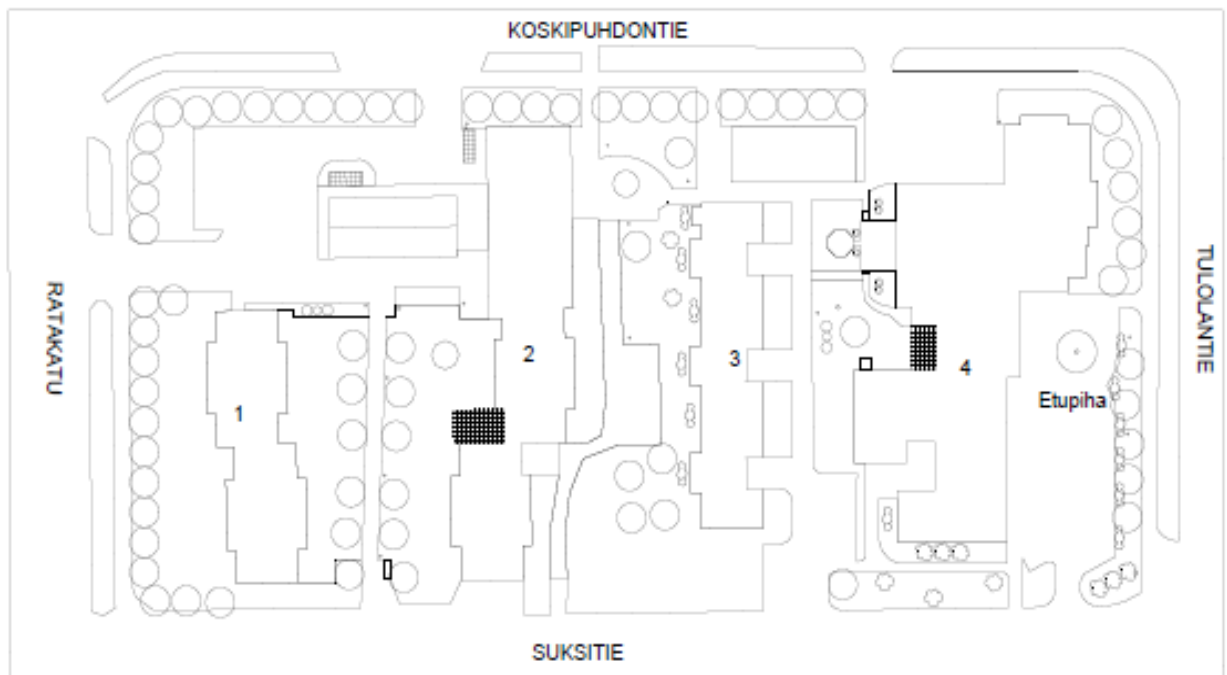 KOSKIPUHDONTIE
RATAKATU
TULOLANTIE
1
2
3
4
Etupiha
SUKSITIE